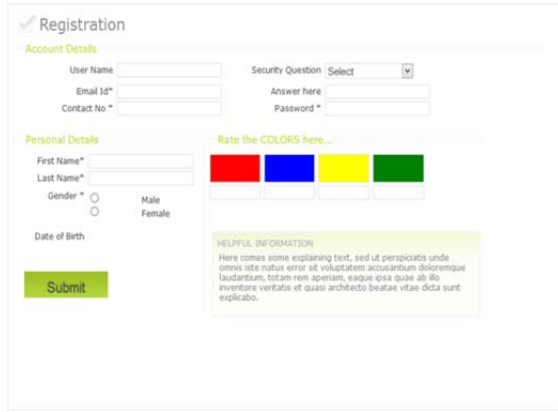 Registration
Account Details
User Name
Security Question Select
Email Id*
Answer here
Contact No *
Password *
Personal Details
Rate the COLORS here...
First Name*
Last Name*
Gender *
Male
Female
Date of Birth
HELPFUL INFORMATION
Here comes some explaining text, sed ut perspiciatis unde
omnis iste natus error sit voluptatem accusantium doloremque
laudantium, totam rem aperiam, eaque ipsa quae ab illo
inventore veritatis et quasi architecto beatae vitae dicta sunt
explicabo.
Submit